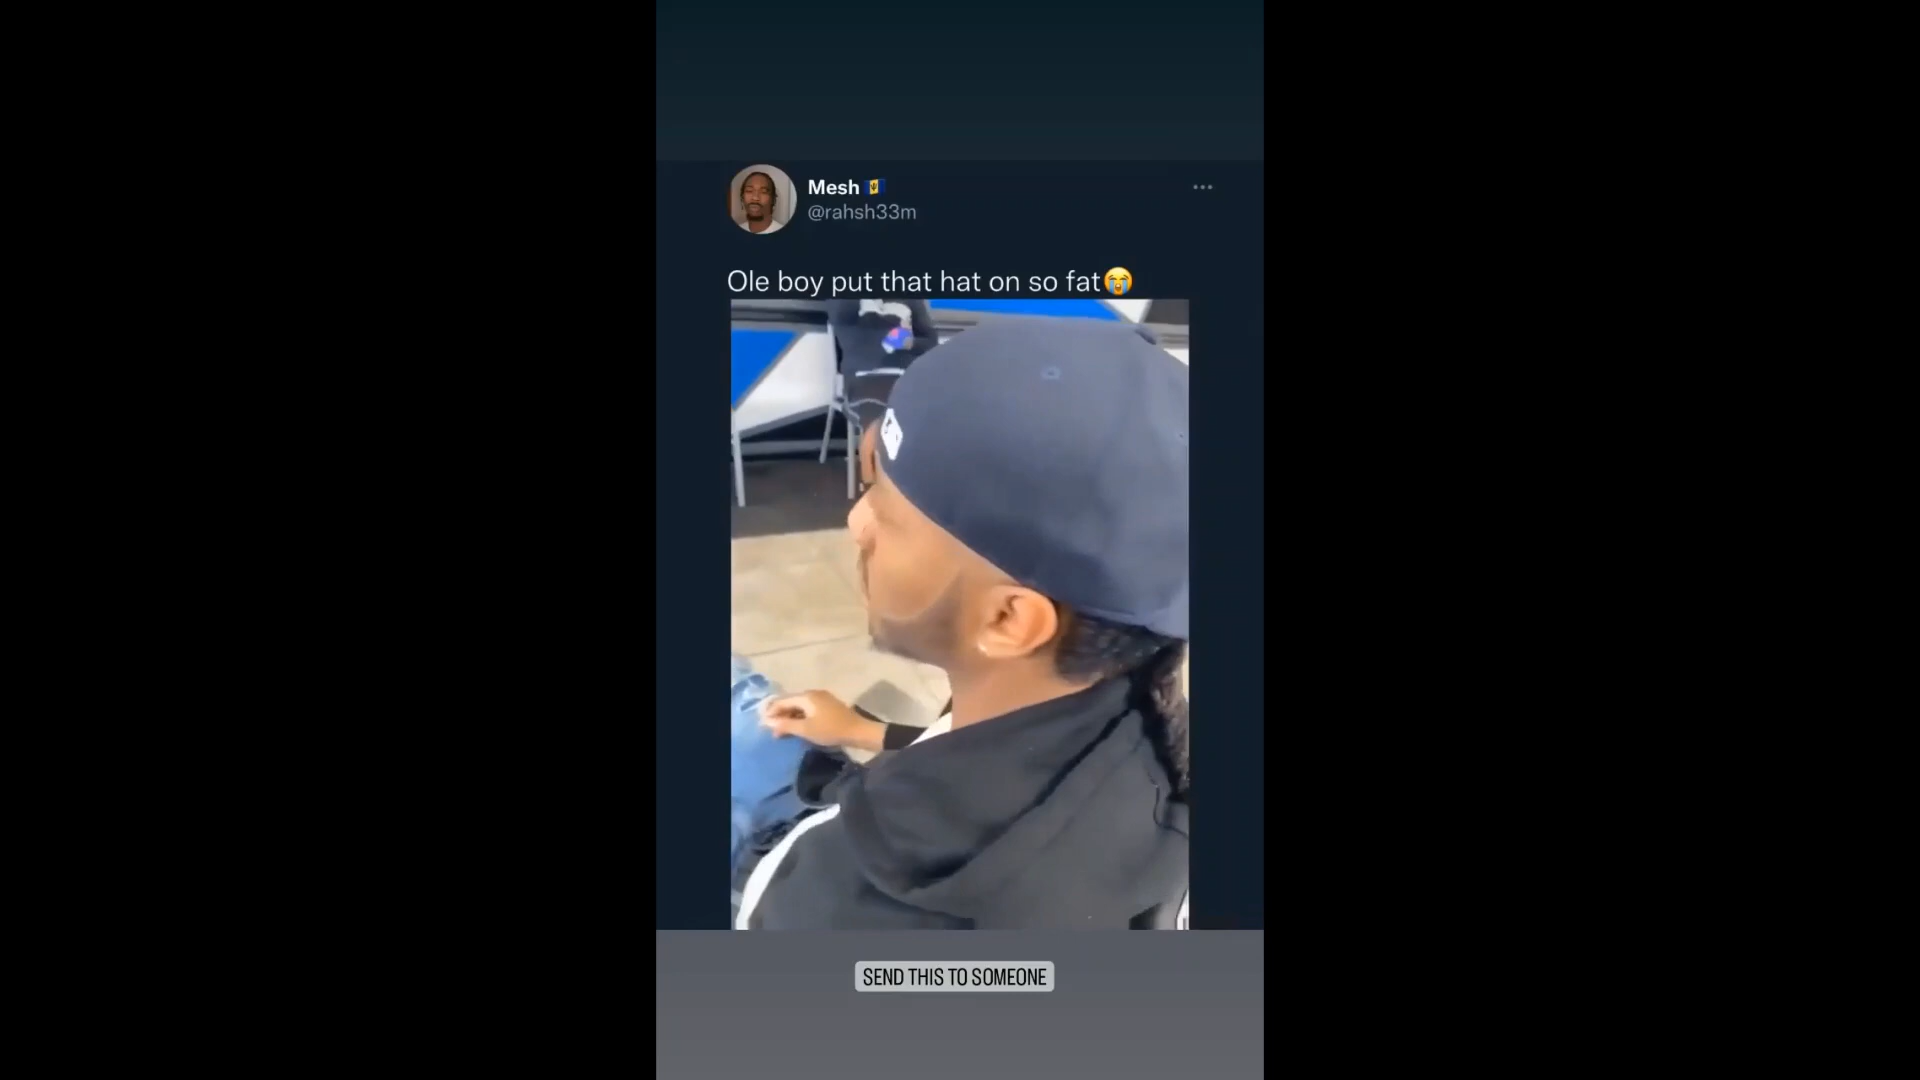 Mesh 🇧🇧
@rahsh33m
Ole boy put that hat on so fat😭
SEND THIS TO SOMEONE